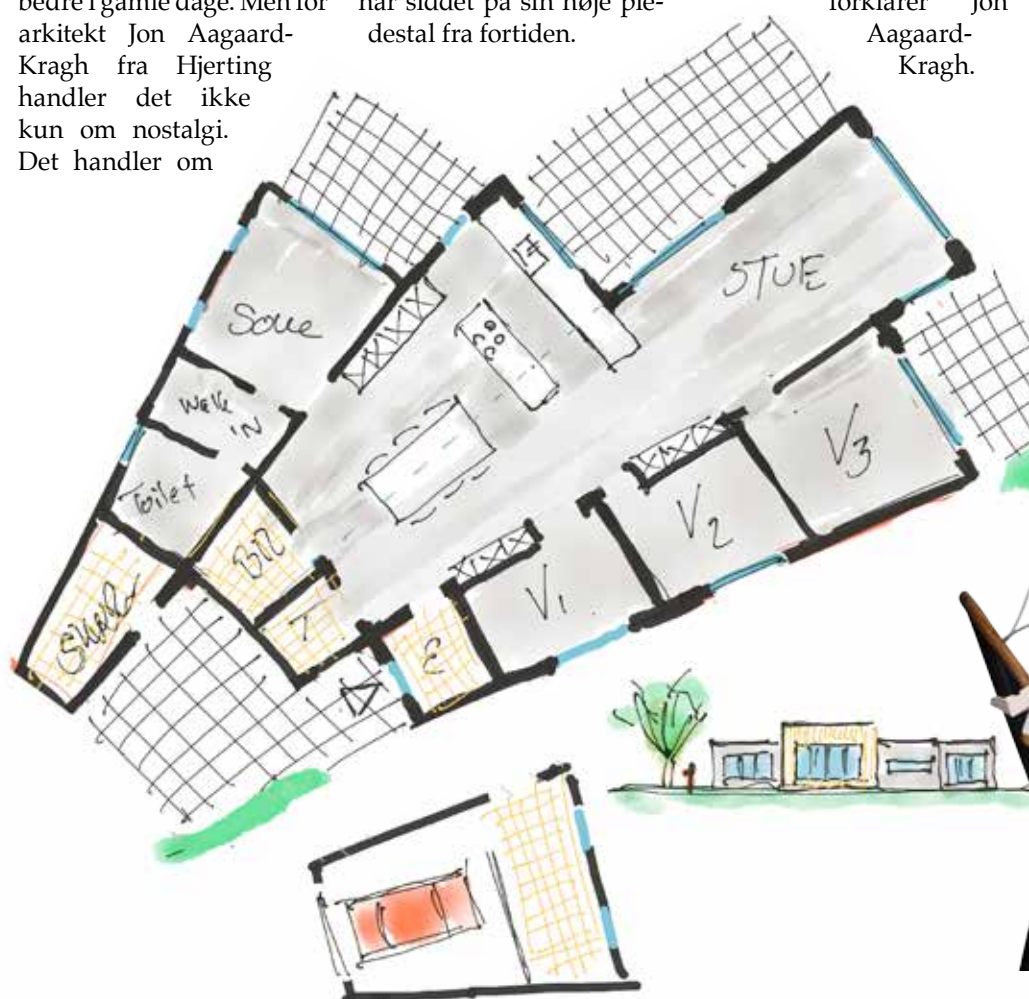 bedre i gamle dage. Men for
arkitekt Jon Aagaard-
Kragh fra Hjerting
handler det ikke
kun om nostalgi.
Det handler om
har siddet på sin høje pie-
destal fra fortiden.
forklarer Jon
Aagaard-
Kragh.
STUE
Soue
Walk
'N
Toilet
BR
T
E
V1
V2
V3